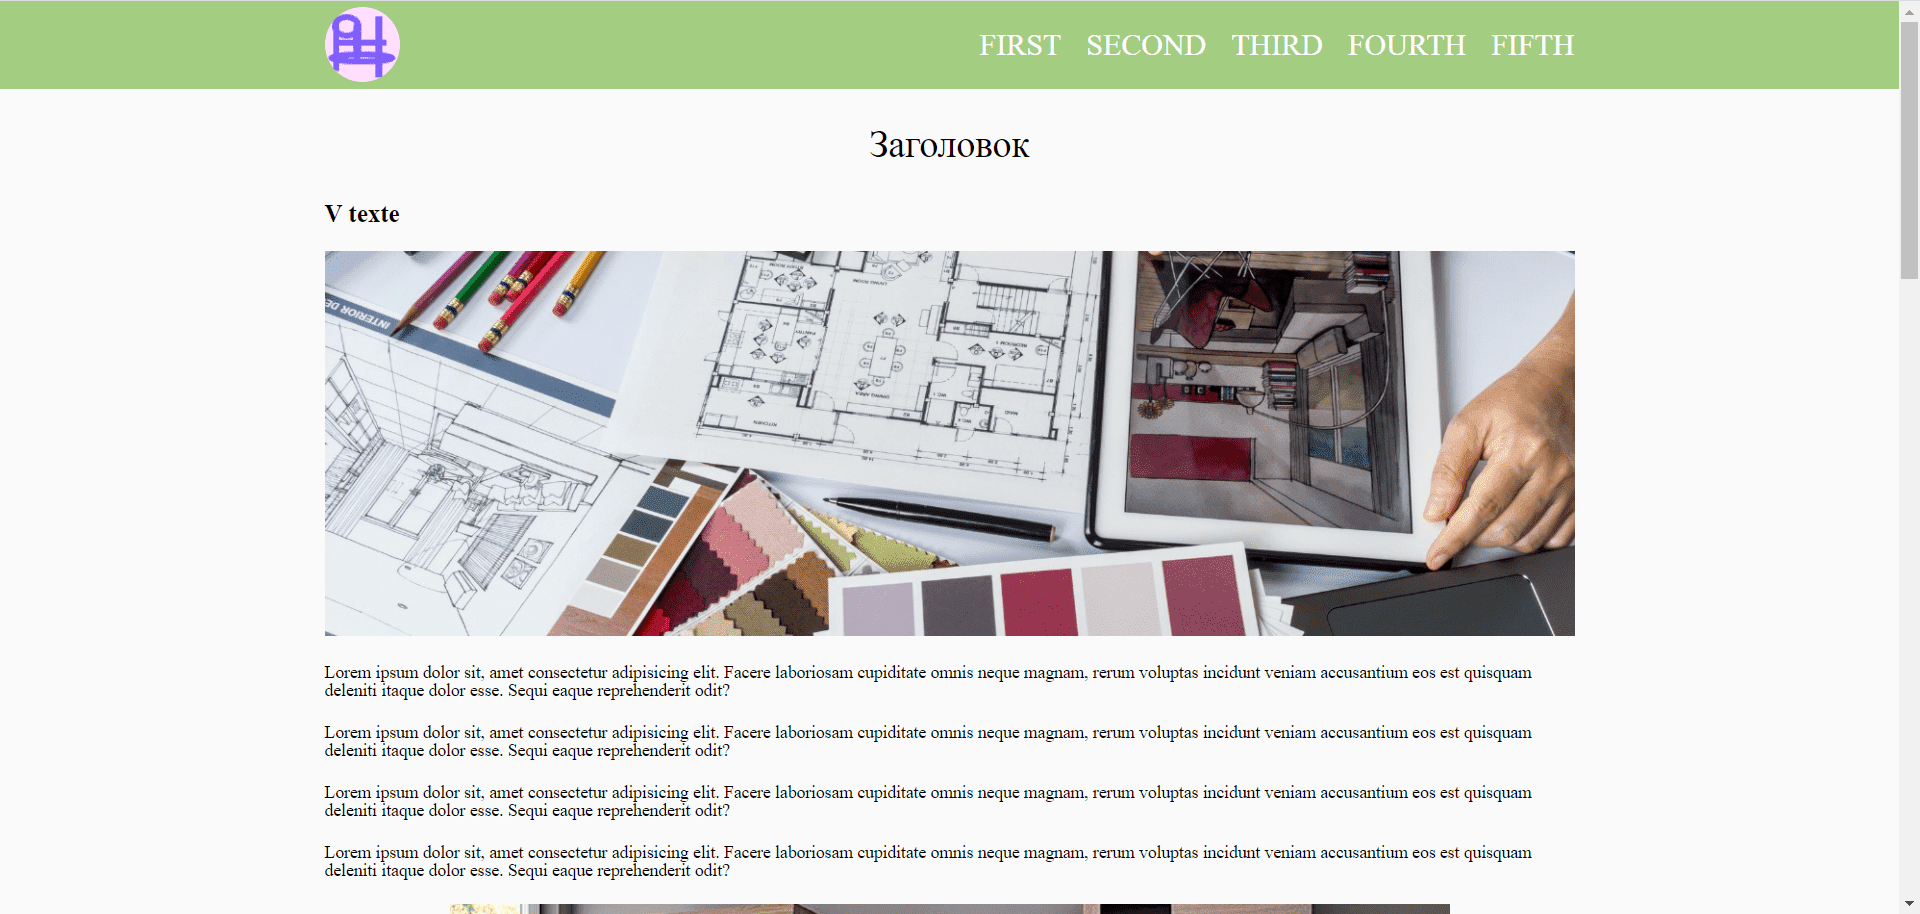 FIRST SECOND THIRD FOURTH FIFTH
Заголовок
V texte
INTERIOR DE
Lorem ipsum dolor sit, amet consectetur adipisicing elit. Facere laboriosam cupiditate omnis neque magnam, rerum voluptas incidunt veniam accusantium eos est quisquam
deleniti itaque dolor esse. Sequi eaque reprehenderit odit?
Lorem ipsum dolor sit, amet consectetur adipisicing elit. Facere laboriosam cupiditate omnis neque magnam, rerum voluptas incidunt veniam accusantium eos est quisquam
deleniti itaque dolor esse. Sequi eaque reprehenderit odit?
Lorem ipsum dolor sit, amet consectetur adipisicing elit. Facere laboriosam cupiditate omnis neque magnam, rerum voluptas incidunt veniam accusantium eos est quisquam
deleniti itaque dolor esse. Sequi eaque reprehenderit odit?
Lorem ipsum dolor sit, amet consectetur adipisicing elit. Facere laboriosam cupiditate omnis neque magnam, rerum voluptas incidunt veniam accusantium eos est quisquam
deleniti itaque dolor esse. Sequi eaque reprehenderit odit?